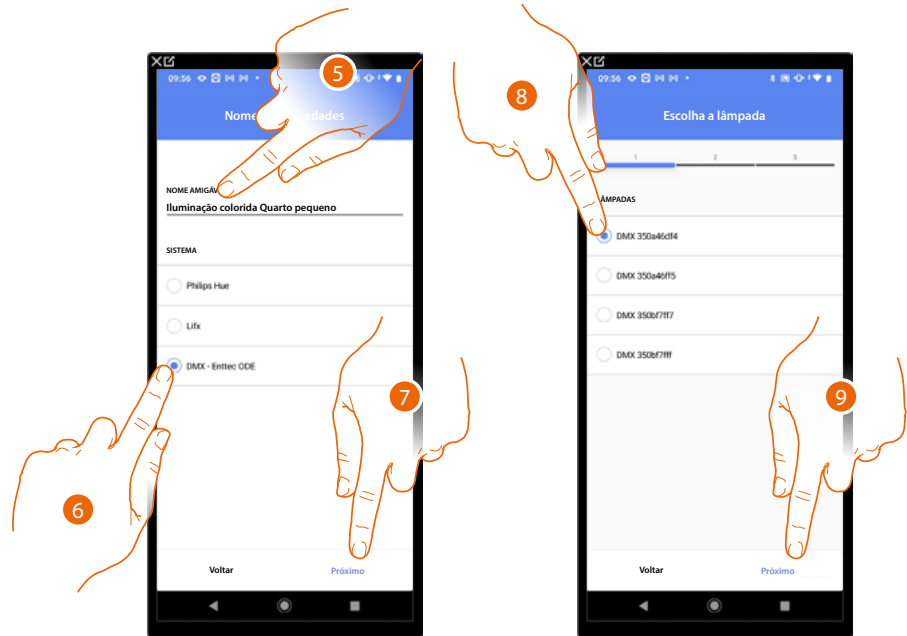 5
09:56
Nome
edades
NOME AMIGÁV
Iluminação colorida Quarto pequeno
SISTEMA
Philips Hue
Lifx
DMX - Enttec ODE
7
6
Voltar
Próximo
8
09:56
Escolha a lâmpada
1
2
3
ÂMPADAS
DMX 350a46df4
DMX 350a46ff5
DMX 350bf7ff7
DMX 350bf7fff
9
Voltar
Próximo